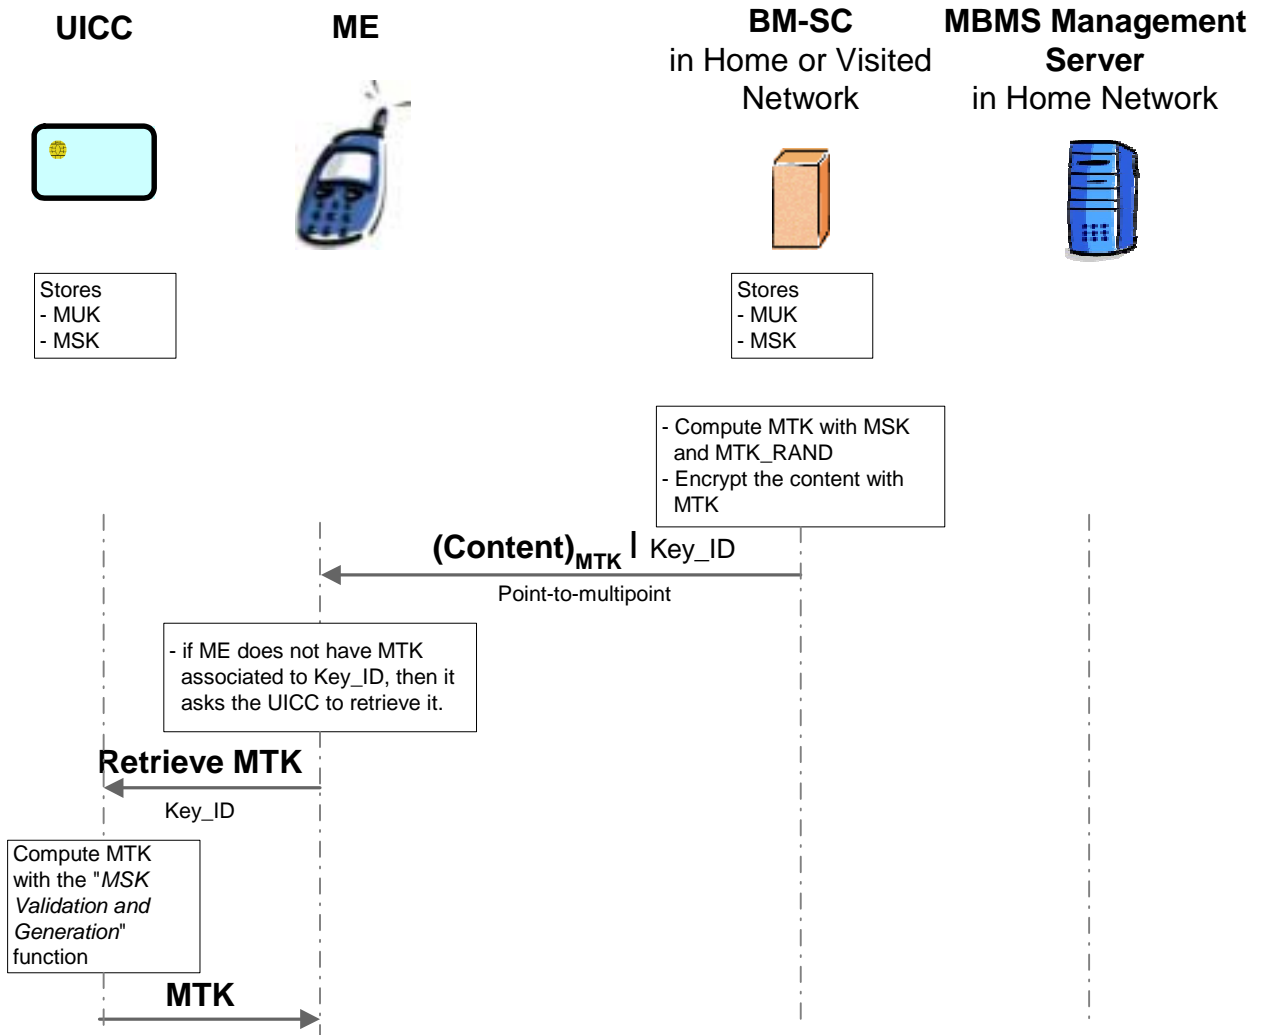 UICC
ME
BM-SC
in Home or Visited
Network
MBMS Management
Server
in Home Network
Stores
- MUK
- MSK
Stores
- MUK
- MSK
- Compute MTK with MSK
and MTK_RAND
- Encrypt the content with
MTK
(Content)MTK | Key_ID
Point-to-multipoint
- if ME does not have MTK
associated to Key_ID, then it
asks the UICC to retrieve it.
Retrieve MTK
Key_ID
Compute MTK
with the "MSK
Validation and
Generation"
function
MTK